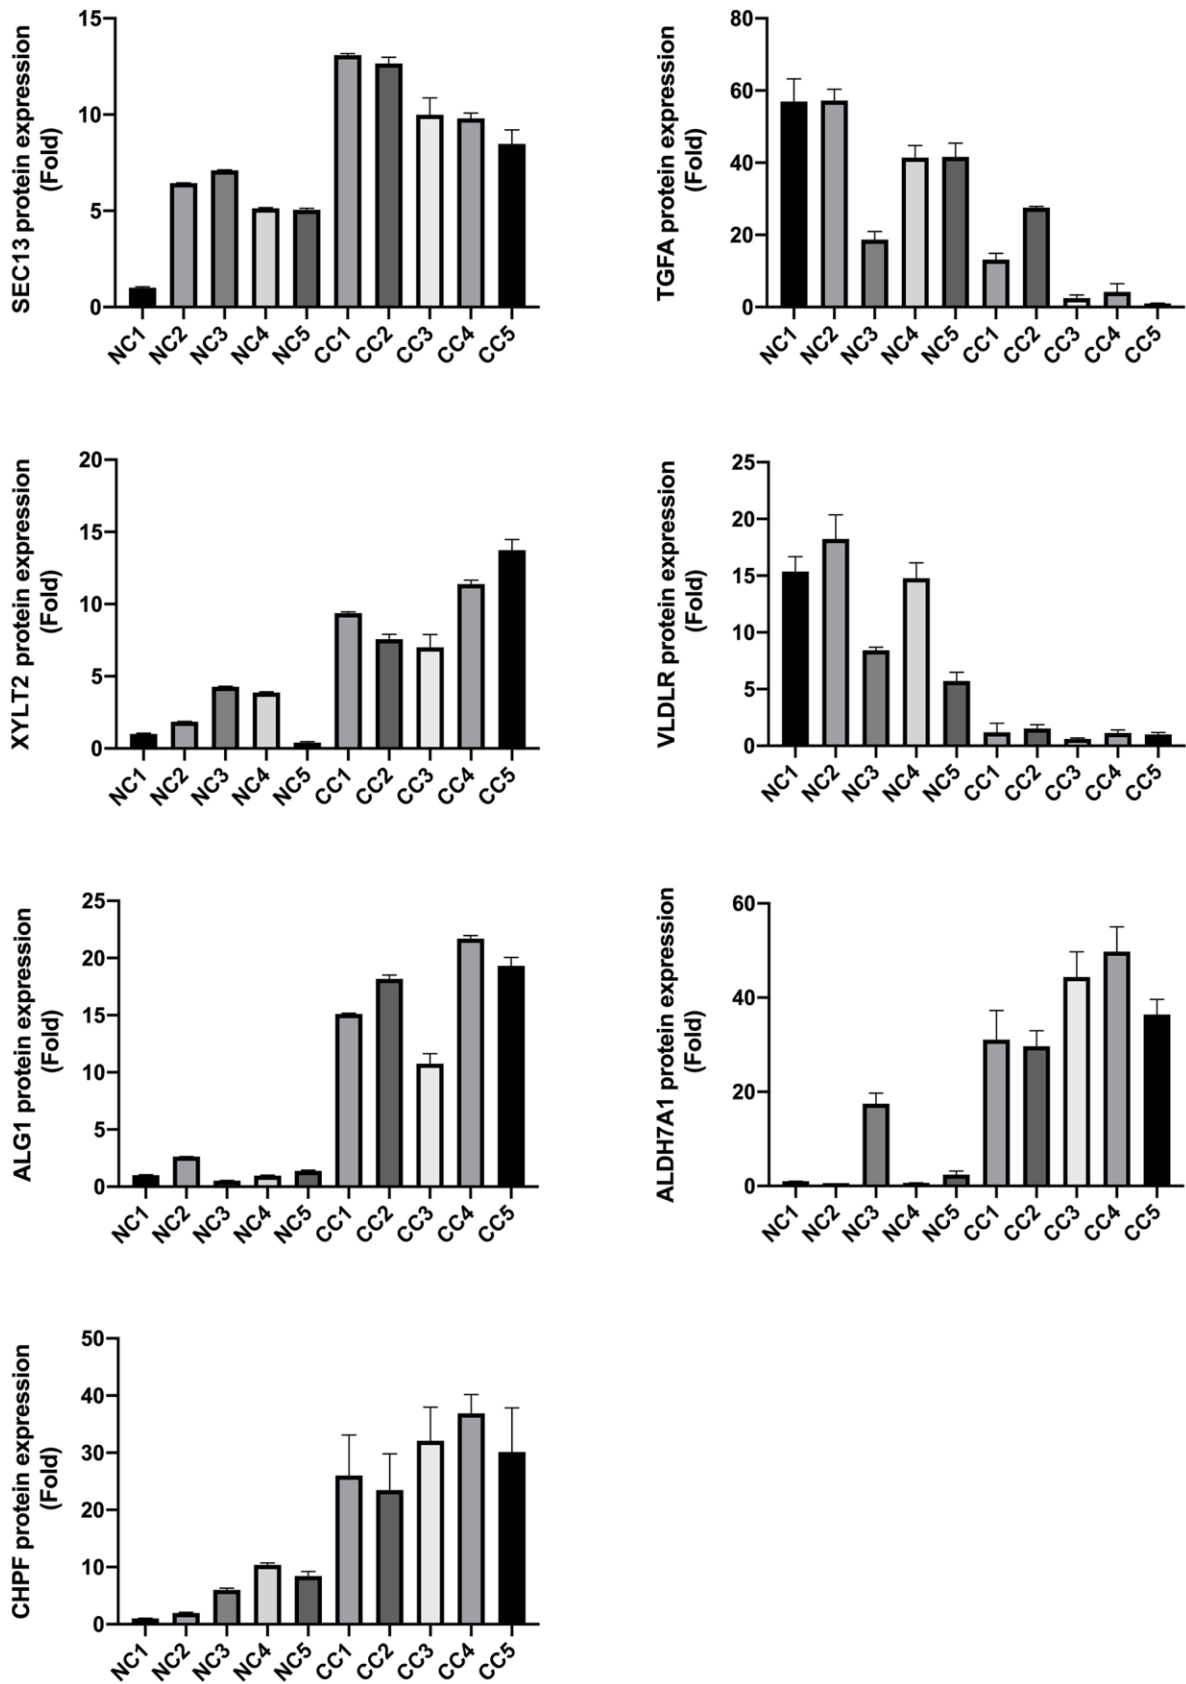 SEC13 protein expression
(Fold)
15
10
5
0
NC1
NC2
NC3
NC4
NC5
CC1
CC2
CC3
CC4
CC5
TGFA protein expression
(Fold)
80
60
40
20
0
NC1
NC2
NC3
NC4
NC5
CC1
CC2
CC3
CC4
CC5
XYLT2 protein expression
(Fold)
20
15
10
5
0
NC1
NC2
NC3
NC4
NC5
CC1
CC2
CC3
CC4
CC5
VLDLR protein expression
(Fold)
25
20
15
10
5
0
NC1
NC2
NC3
NC4
NC5
CC1
CC2
CC3
CC4
CC5
ALG1 protein expression
(Fold)
25
20
15
10
5
0
NC1
NC2
NC3
NC4
NC5
CC1
CC2
CC3
CC4
CC5
ALDH7A1 protein expression
(Fold)
60
40
20
0
NC1
NC2
NC3
NC4
NC5
CC1
CC2
CC3
CC4
CC5
CHPF protein expression
(Fold)
50
40
30
20
10
0
NC1
NC2
NC3
NC4
NC5
CC1
CC2
CC3
CC4
CC5